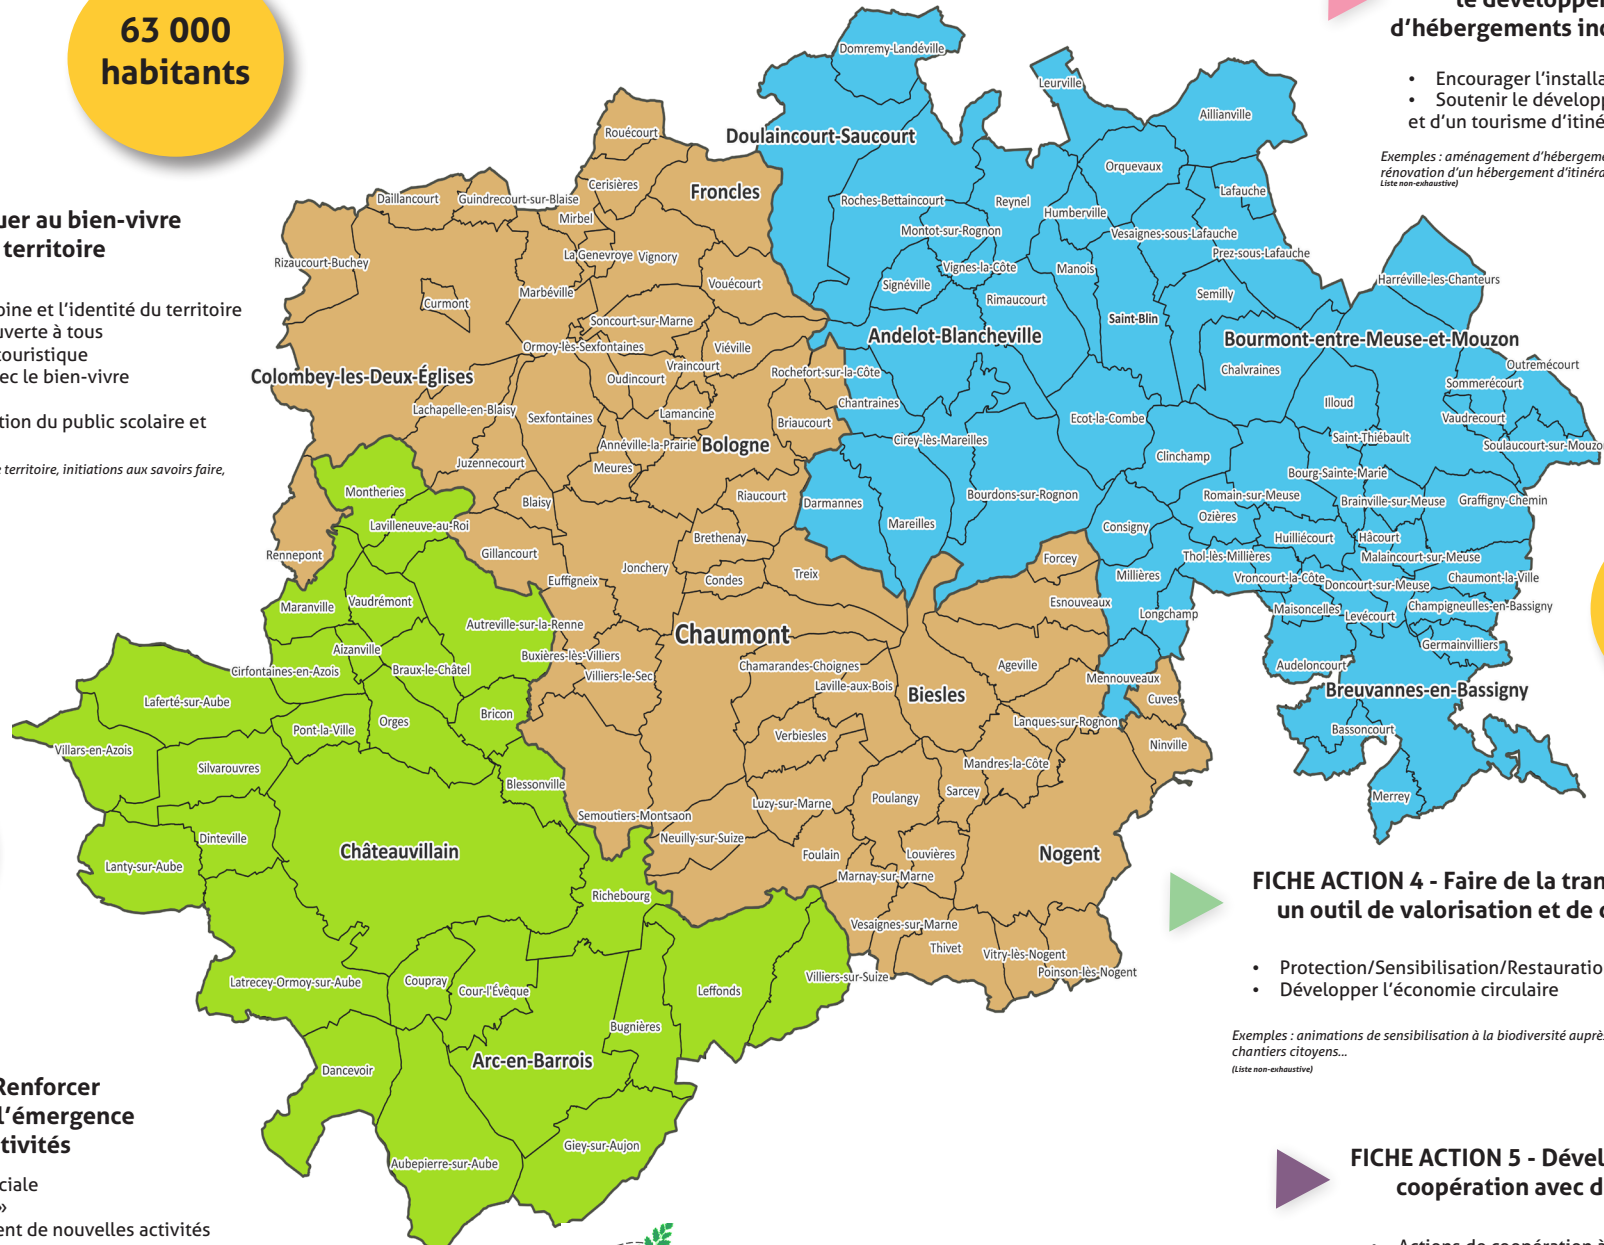 63 000
habitants
uer au bien-vivre
territoire
oine et l'identité du territoire
uverte à tous
touristique
ec le bien-vivre
tion du public scolaire et
e territoire, initiations aux savoirs faire,
Renforcer
l'émergence
tivités
ciale
»
ent de nouvelles activités
d'hébergements inc
• Encourager l'installa
• Soutenir le développ
et d'un tourisme d'itiné
Exemples : aménagement d'hébergeme
rénovation d'un hébergement d'itinéra
Liste non-exhaustive)
Domremy-Landéville
Leurville
Aillianville
Rouécourt
Doulaincourt-Saucourt
Orquevaux
Cerisières
Froncles
Lafauche
Daillancourt
Guindrecourt-sur-Blaise
Roches-Bettaincourt
Reynel
Humberville
Mirbel
Montot-sur-Rognon
Vesaignes-sous-Lafauche
Rizaucourt-Buchey
La Genevroye
Vignory
Prez-sous-Lafauche
Vignes-la-Côte
Manois
Harréville-les-Chanteurs
Vouécourt
Signéville
Curmont
Marbéville
Rimaucourt
Semilly
Soncourt-sur-Marne
Saint-Blin
Andelot-Blancheville
Bourmont-entre-Meuse-et-Mouzon
Ormoy-lès-Sexfontaines
Viéville
Vraincourt
Outremécourt
Colombey-les-Deux-Églises
Oudincourt
Rochefort-sur-la-Côte
Chalvraines
Sommerécourt
Lachapelle-en-Blaisy
Sexfontaines
Lamancine
Chantraines
Illoud
Briaucourt
Ecot-la-Combe
Vaudrecourt
Annéville-la-Prairie
Bologne
Cirey-lès-Mareilles
Saint-Thiébault
Soulaucourt-sur-Mouzo
Juzennecourt
Meures
Clinchamp
Bourg-Sainte-Marie
Montheries
Blaisy
Riaucourt
Darmannes
Bourdons-sur-Rognon
Romain-sur-Meuse
Brainville-sur-Meuse
Graffigny-Chemin
Lavilleneuve-au-Roi
Mareilles
Consigny
Ozières
Brethenay
Huilliécourt
Hâcourt
Rennepont
Gillancourt
Forcey
Thol-lès-Millières
Malaincourt-sur-Meuse
Jonchery
Condes
Treix
Euffigneix
Millières
Vroncourt-la-Côte
Doncourt-sur-Meuse
Chaumont-la-Ville
Maranville
Vaudrémont
Esnouveaux
Longchamp
Maisoncelles
Levécourt
Champigneulles-en-Bassigny
Autreville-sur-la-Renne
Chaumont
Germainvilliers
Aizanville
Buxières-lès-Villiers
Cirfontaines-en-Azois
Braux-le-Châtel
Villiers-le-Sec
Chamarandes-Choignes
Ageville
Audeloncourt
Mennouveaux
Laville-aux-Bois
Biesles
Breuvannes-en-Bassigny
Laferté-sur-Aube
Cuves
Bricon
Pont-la-Ville
Orges
Lanques-sur-Rognon
Bassoncourt
Verbiesles
Villars-en-Azois
Ninville
Silvarouvres
Mandres-la-Côte
Blessonville
Sarcey
Poulangy
Merrey
Luzy-sur-Marne
Semoutiers-Montsaon
Dinteville
Neuilly-sur-Suize
Châteauvillain
Foulain
Louvières
Nogent
Lanty-sur-Aube
Marnay-sur-Marne
Richebourg
Vesaignes-sur-Marne
Thivet
Vitry-lès-Nogent
Poinson-lès-Nogent
Latrecey-Ormoy-sur-Aube
Coupray
Cour-l'Évêque
Leffonds
Villiers-sur-Suize
Bugnières
Arc-en-Barrois
Dancevoir
Giey-sur-Aujon
Aubepierre-sur-Aube
FICHE ACTION 4 - Faire de la tran
un outil de valorisation et de c
• Protection/Sensibilisation/Restauratio
• Développer l'économie circulaire
Exemples : animations de sensibilisation à la biodiversité auprès
chantiers citoyens...
(Liste non-exhaustive)
FICHE ACTION 5 - Dével
coopération avec d